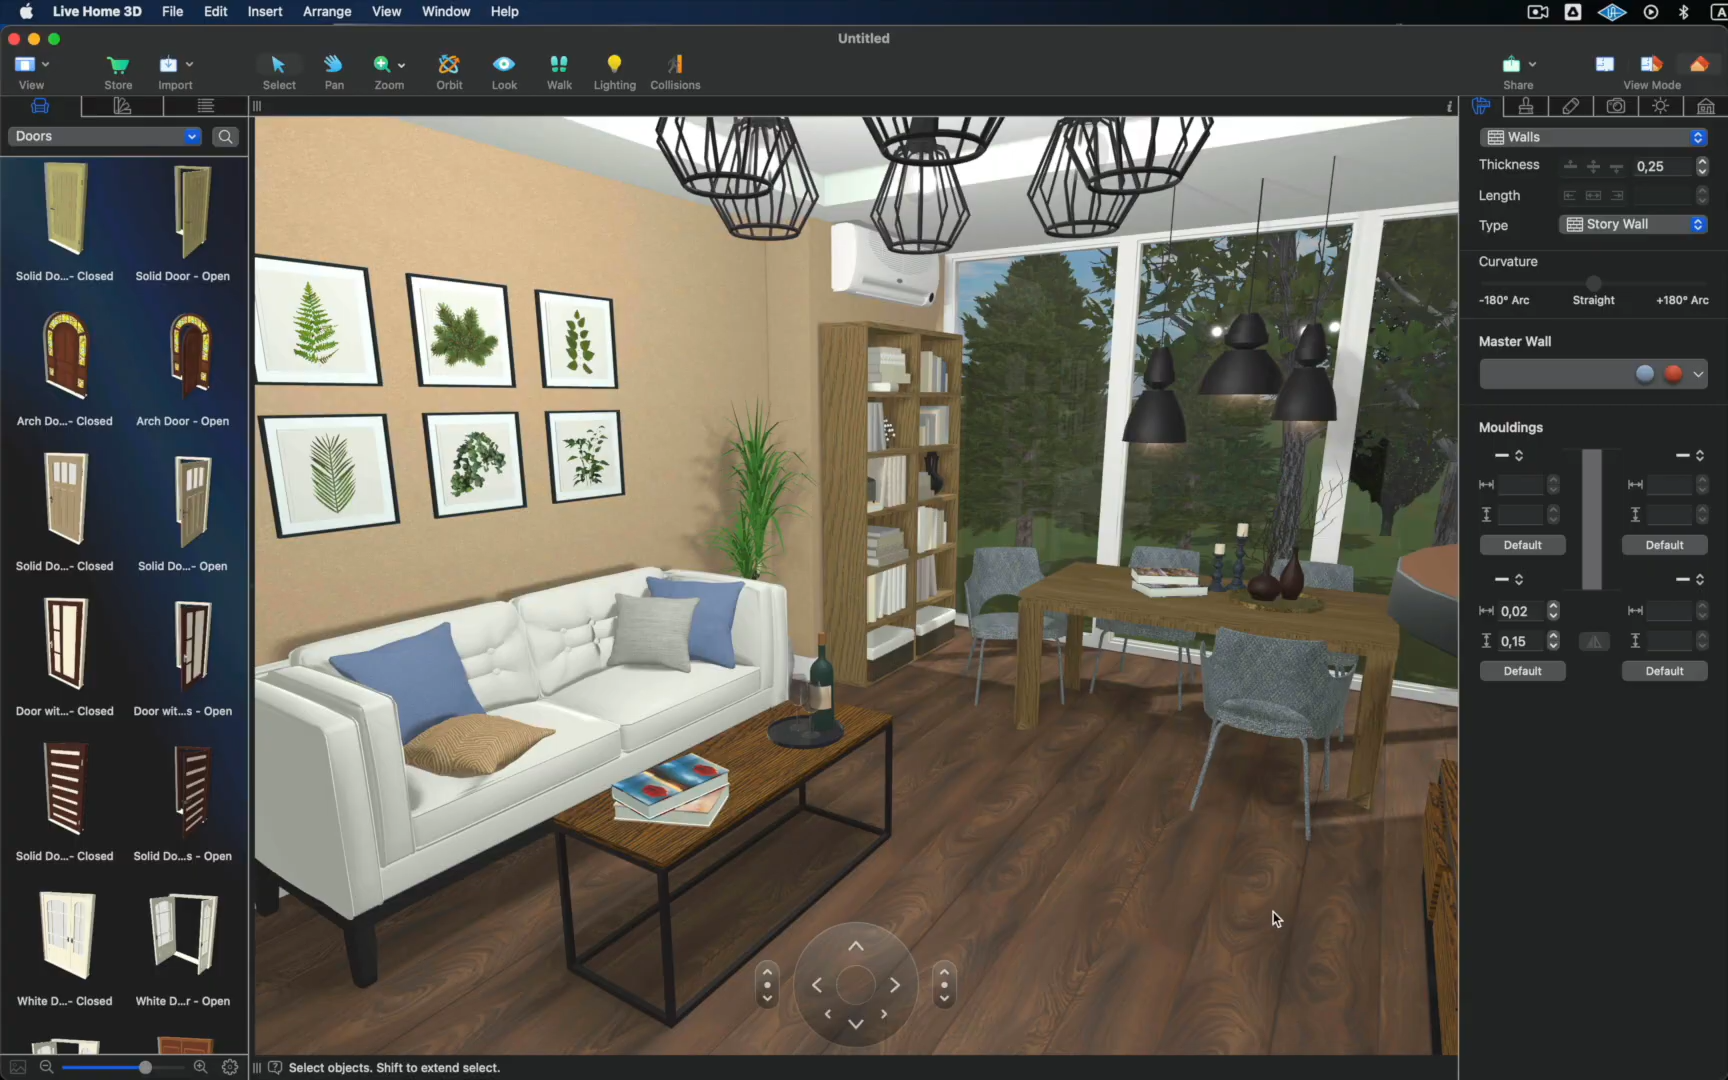 Live Home 3D File Edit Insert Arrange View Window Help
Untitled
View Store Import Select Pan Zoom Orbit Look Walk Lighting Collisions Share View Mode
Doors
Solid Do...- Closed Solid Door - Open
Arch Do...- Closed Arch Door - Open
Solid Do...- Closed Solid Do...- Open
Door wit...- Closed Door wit...s - Open
Solid Do...- Closed Solid Do...s - Open
White D...- Closed White D...r - Open
Select objects. Shift to extend select.
Walls
Thickness 0,25
Length
Type Story Wall
Curvature
-180° Arc Straight +180° Arc
Master Wall
Mouldings
Default Default
0,02
0,15
Default Default